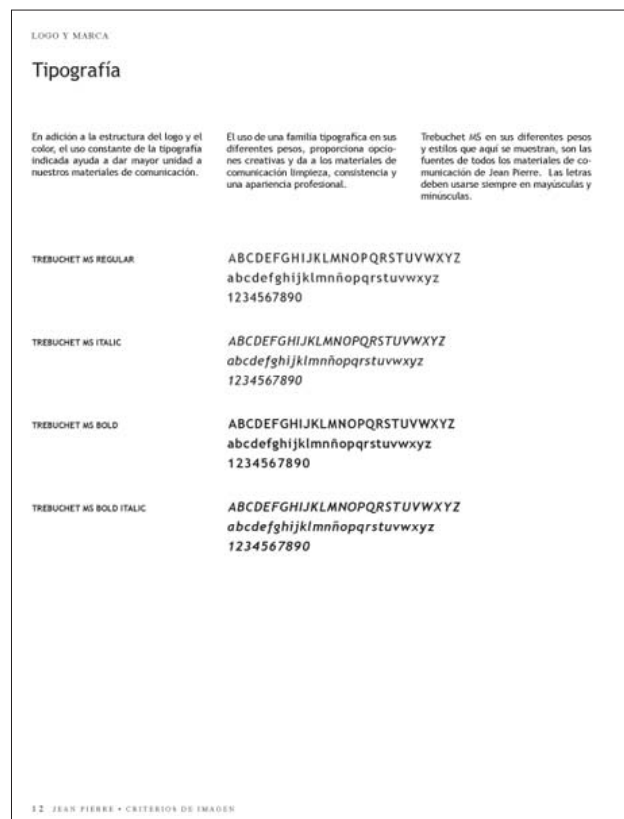 LOGO Y MARCA
Tipografía
En adición a la estructura del logo y el
color, el uso constante de la tipografía
indicada ayuda a dar mayor unidad a
nuestros materiales de comunicación.
El uso de una familia tipografica en sus
diferentes pesos, proporciona opcio-
nes creativas y da a los materiales de
comunicación limpieza, consistencia y
una apariencia profesional.
Trebuchet MS en sus diferentes pesos
y estilos que aquí se muestran, son las
fuentes de todos los materiales de co-
municación de Jean Pierre. Las letras
deben usarse siempre en mayúsculas y
minúsculas.
TREBUCHET MS REGULAR
ABCDEFGHIJKLMNOPQRSTUVWXYZ
abcdefghijklmnñopqrstuvwxyz
1234567890
TREBUCHET MS ITALIC
ABCDEFGHIJKLMNOPQRSTUVWXYZ
abcdefghijklmnñopqrstuvwxyz
1234567890
TREBUCHET MS BOLD
ABCDEFGHIJKLMNOPQRSTUVWXYZ
abcdefghijklmnñopqrstuvwxyz
1234567890
TREBUCHET MS BOLD ITALIC
ABCDEFGHIJKLMNOPQRSTUVWXYZ
abcdefghijklmnñopqrstuvwxyz
1234567890
12 JEAN PIERRE • CRITERIOS DE IMAGEN